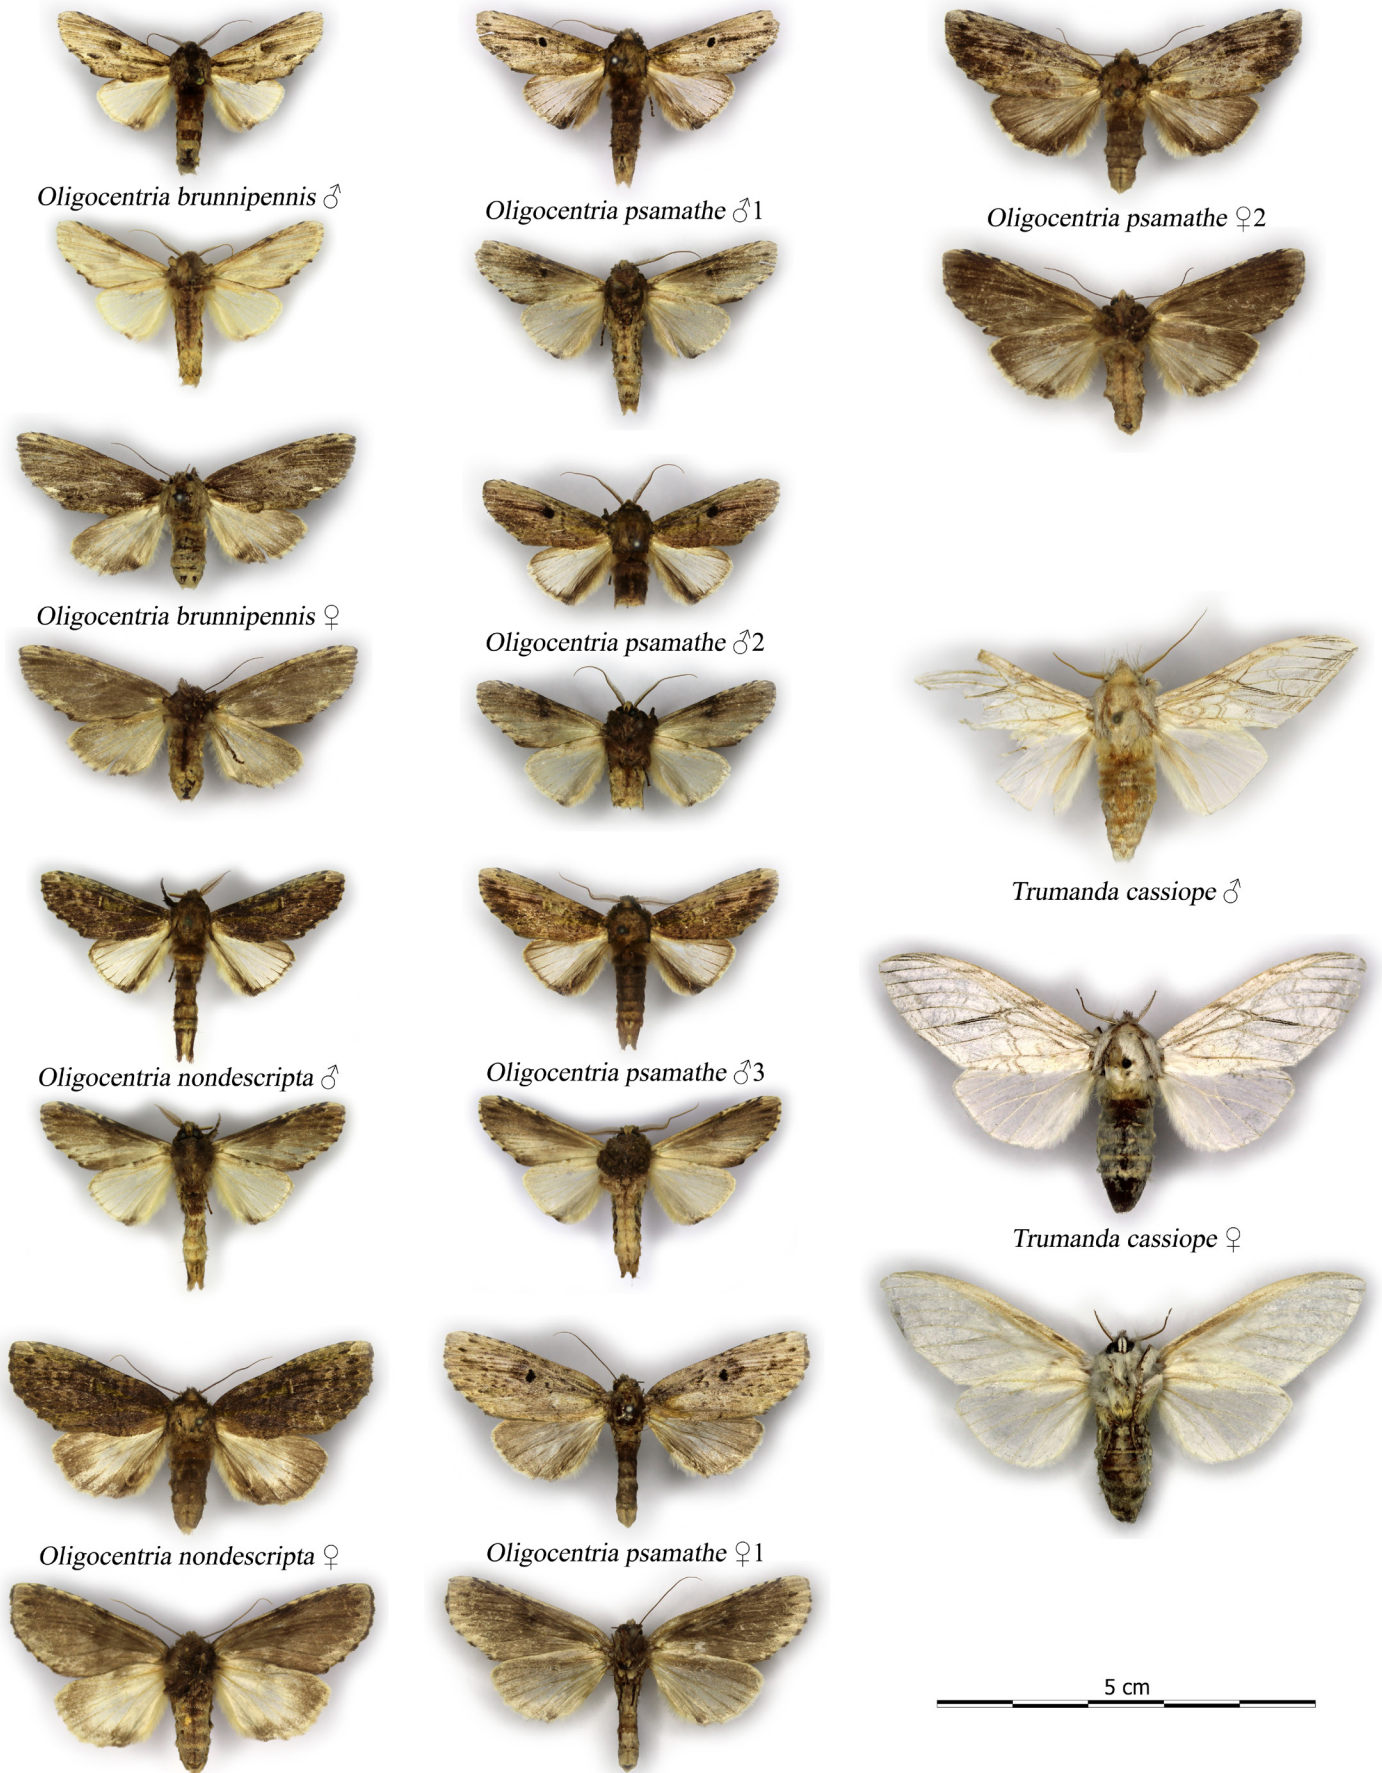 Oligocentria brunnipennis ♂
Oligocentria psamathe ♂1
Oligocentria psamathe ♀2
Oligocentria brunnipennis ♀
Oligocentria psamathe ♂2
Trumanda cassiope ♂
Oligocentria nondescripta ♂
Oligocentria psamathe ♂3
Trumanda cassiope ♀
Oligocentria nondescripta ♀
Oligocentria psamathe ♀1
5 cm